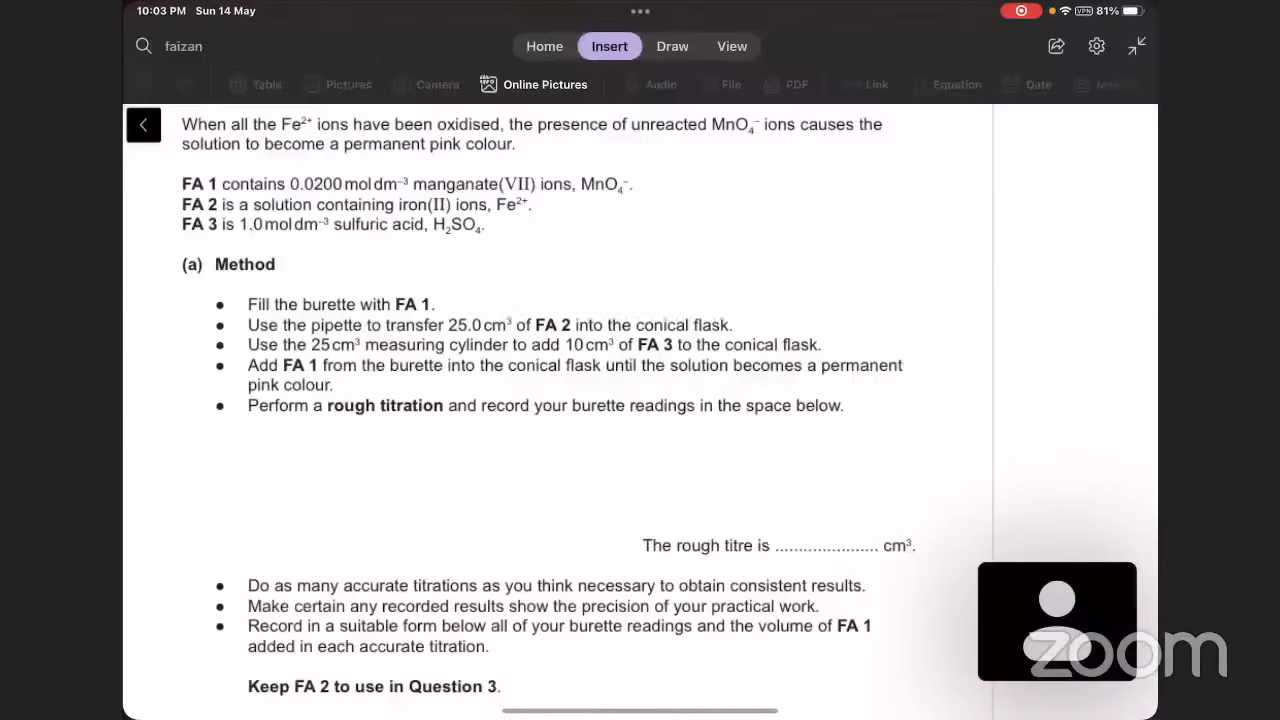 10:03 PM Sun 14 May
VPN 81%
faizan
Home Insert Draw View
Table Pictures Camera Online Pictures Audio File PDF Link Equation Date
When all the Fe²⁺ ions have been oxidised, the presence of unreacted MnO₄⁻ ions causes the
solution to become a permanent pink colour.
FA 1 contains 0.0200 mol dm⁻³ manganate(VII) ions, MnO₄⁻.
FA 2 is a solution containing iron(II) ions, Fe²⁺.
FA 3 is 1.0 mol dm⁻³ sulfuric acid, H₂SO₄.
(a) Method
• Fill the burette with FA 1.
• Use the pipette to transfer 25.0 cm³ of FA 2 into the conical flask.
• Use the 25 cm³ measuring cylinder to add 10 cm³ of FA 3 to the conical flask.
• Add FA 1 from the burette into the conical flask until the solution becomes a permanent
pink colour.
• Perform a rough titration and record your burette readings in the space below.
The rough titre is ...................... cm³.
• Do as many accurate titrations as you think necessary to obtain consistent results.
• Make certain any recorded results show the precision of your practical work.
• Record in a suitable form below all of your burette readings and the volume of FA 1
added in each accurate titration.
Keep FA 2 to use in Question 3.
zoom